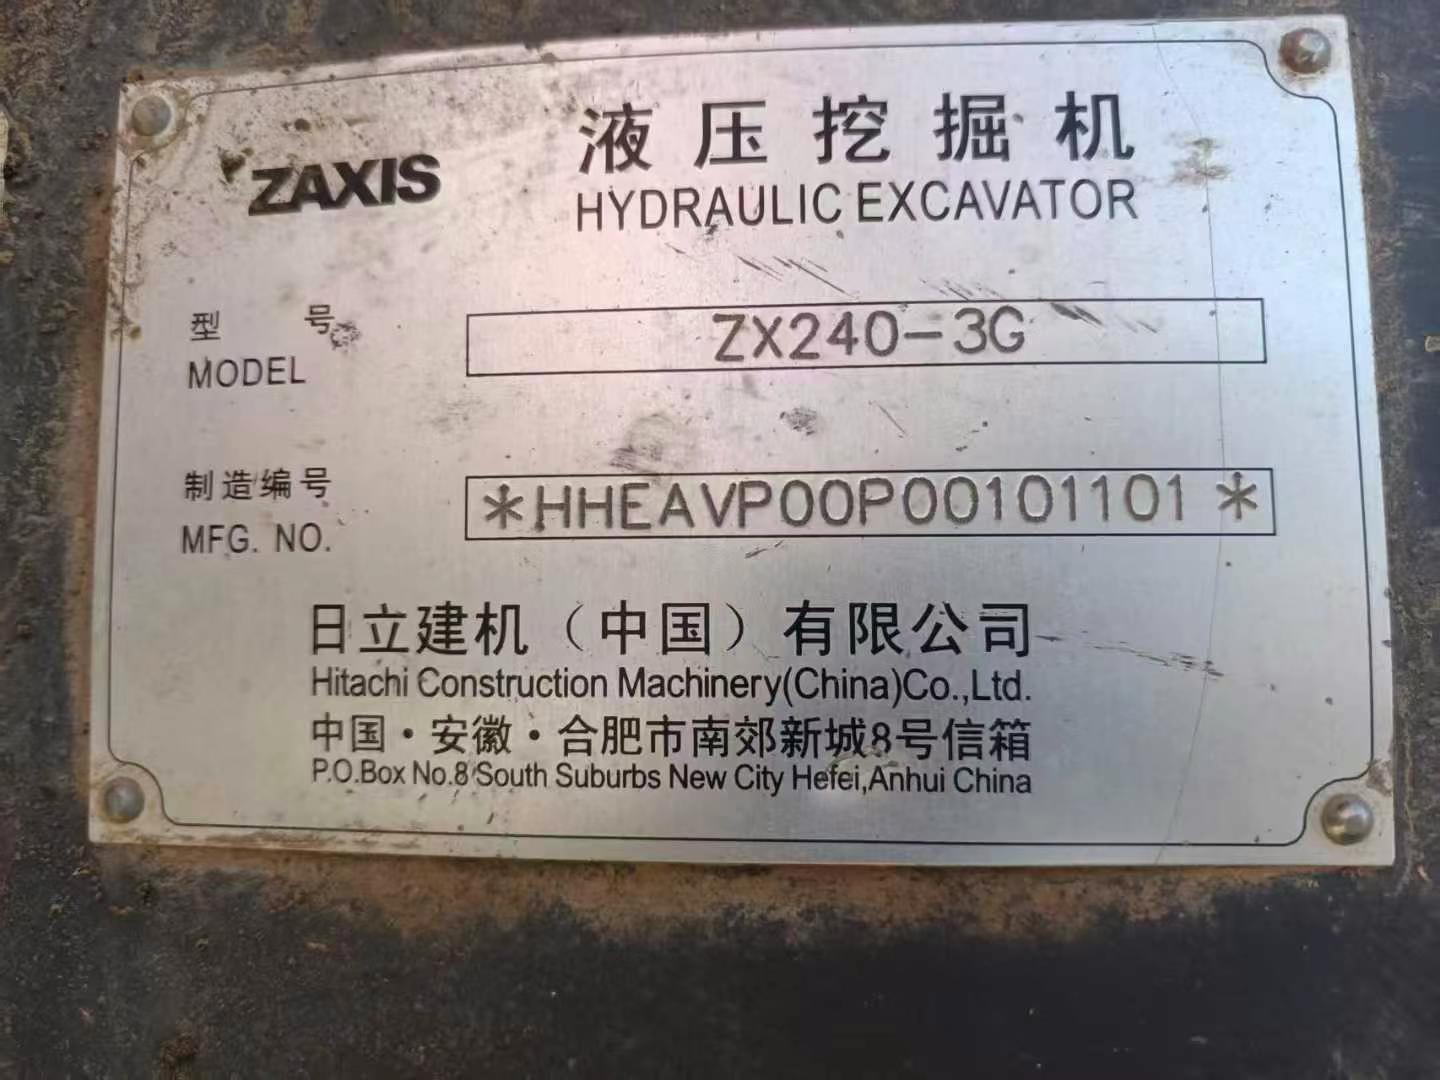 ZAXIS
液压挖掘机
HYDRAULIC EXCAVATOR
型 号
MODEL
ZX240-3G
制造编号
MFG. NO.
*HHEAVP00P00101101*
日立建机（中国）有限公司
Hitachi Construction Machinery(China)Co.,Ltd.
中国·安徽·合肥市南郊新城8号信箱
P.O.Box No.8 South Suburbs New City Hefei,Anhui China